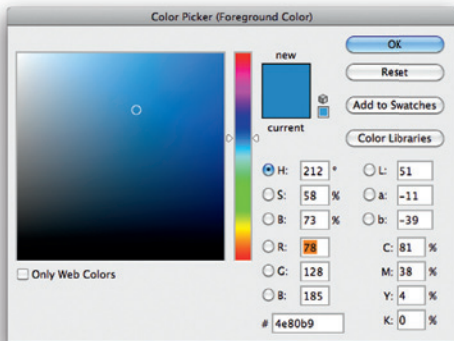 Color Picker (Foreground Color)
new
current
OK
Reset
Add to Swatches
Color Libraries
H: 212 °
S: 58 %
B: 73 %
R: 78
G: 128
B: 185
# 4e80b9
L: 51
a: -11
b: -39
C: 81 %
M: 38 %
Y: 4 %
K: 0 %
Only Web Colors